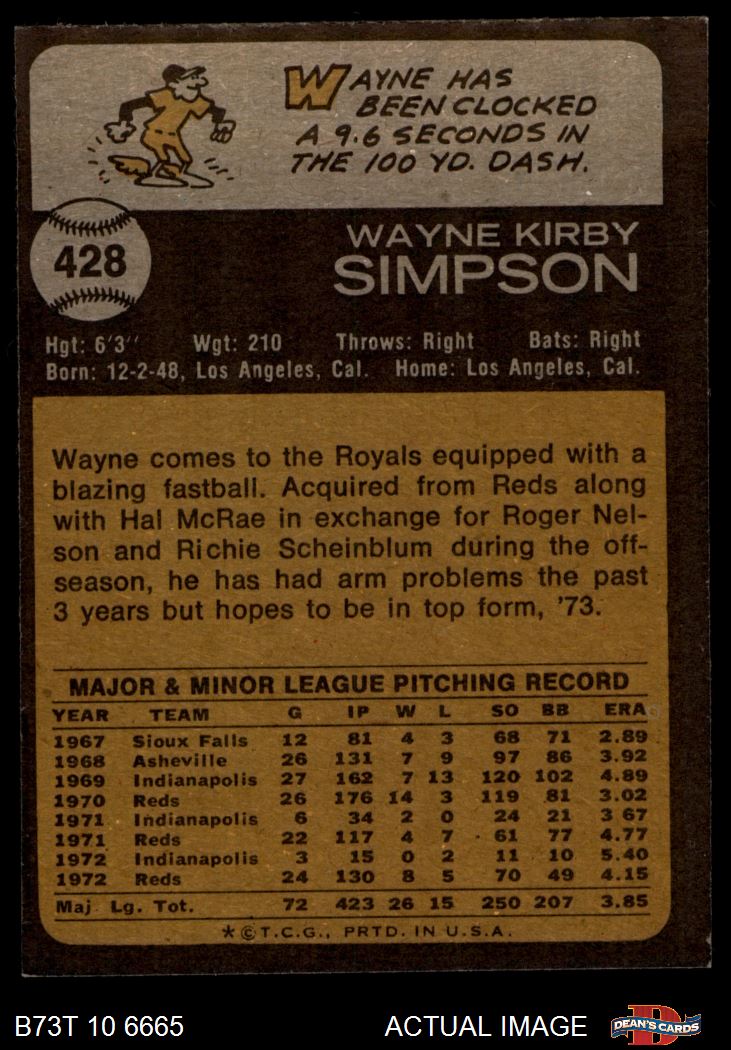 WAYNE HAS
BEEN CLOCKED
A 9.6 SECONDS IN
THE 100 YD. DASH.
428
WAYNE KIRBY
SIMPSON
Hgt: 6'3" Wgt: 210 Throws: Right Bats: Right
Born: 12-2-48, Los Angeles, Cal. Home: Los Angeles, Cal.
Wayne comes to the Royals equipped with a
blazing fastball. Acquired from Reds along
with Hal McRae in exchange for Roger Nel-
son and Richie Scheinblum during the off-
season, he has had arm problems the past
3 years but hopes to be in top form, '73.
MAJOR & MINOR LEAGUE PITCHING RECORD
YEAR TEAM G IP W L SO BB ERA
1967 Sioux Falls 12 81 4 3 68 71 2.89
1968 Asheville 26 131 7 9 97 86 3.92
1969 Indianapolis 27 162 7 13 120 102 4.89
1970 Reds 26 176 14 3 119 81 3.02
1971 Indianapolis 6 34 2 0 24 21 3 67
1971 Reds 22 117 4 7 61 77 4.77
1972 Indianapolis 3 15 0 2 11 10 5.40
1972 Reds 24 130 8 5 70 49 4.15
Maj Lg. Tot. 72 423 26 15 250 207 3.85
*©T.C.G., PRTD. IN U.S.A.
B73T 10 6665 ACTUAL IMAGE D DEAN'S CARDS